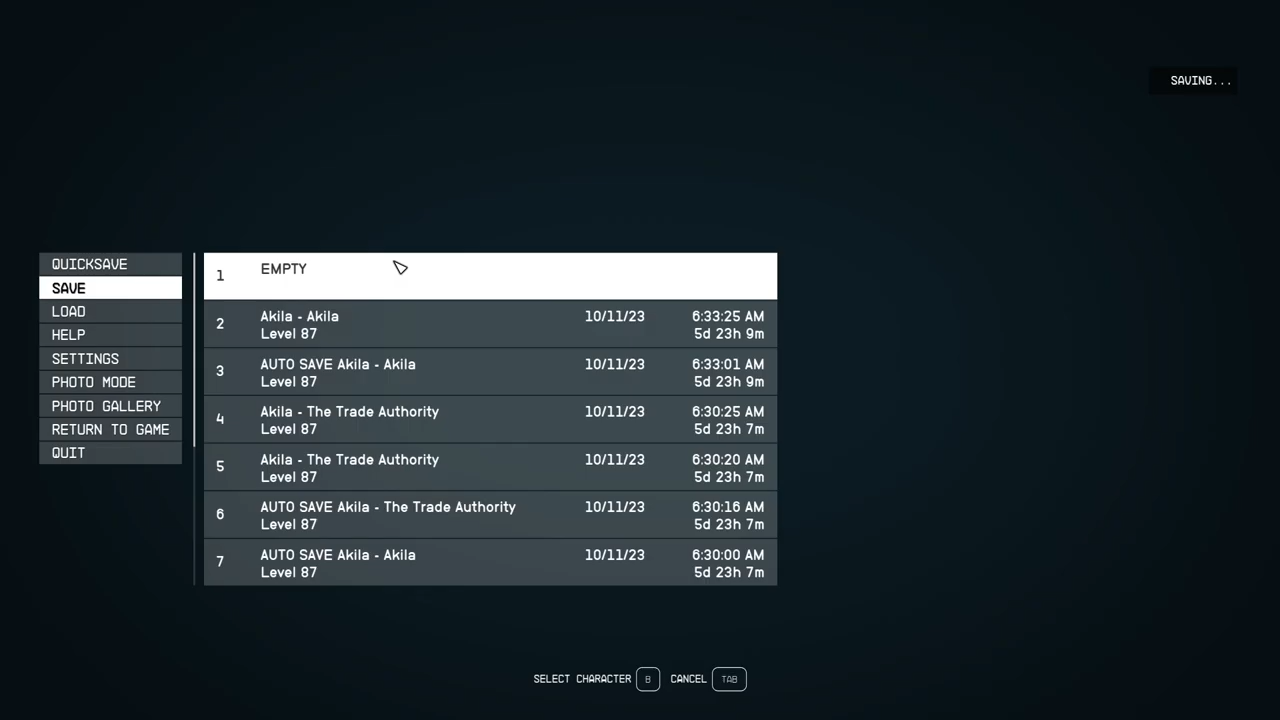 SAVING...
QUICKSAVE
SAVE
LOAD
HELP
SETTINGS
PHOTO MODE
PHOTO GALLERY
RETURN TO GAME
QUIT
1 EMPTY
2 Akila - Akila 10/11/23 6:33:25 AM
Level 87 5d 23h 9m
3 AUTO SAVE Akila - Akila 10/11/23 6:33:01 AM
Level 87 5d 23h 9m
4 Akila - The Trade Authority 10/11/23 6:30:25 AM
Level 87 5d 23h 7m
5 Akila - The Trade Authority 10/11/23 6:30:20 AM
Level 87 5d 23h 7m
6 AUTO SAVE Akila - The Trade Authority 10/11/23 6:30:16 AM
Level 87 5d 23h 7m
7 AUTO SAVE Akila - Akila 10/11/23 6:30:00 AM
Level 87 5d 23h 7m
SELECT CHARACTER B CANCEL TAB